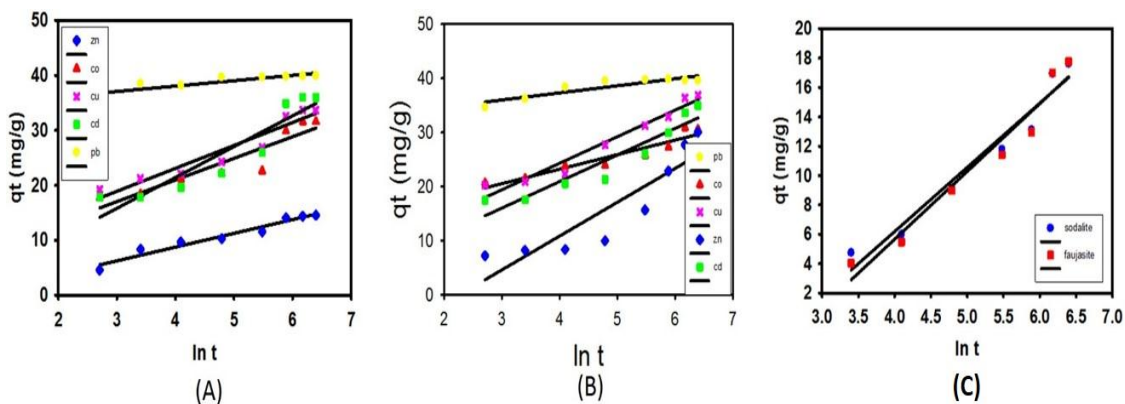 50
40
30
20
10
0
qt (mg/g)
zn
co
cu
cd
pb
2 3 4 5 6 7
ln t
(A)
50
40
30
20
10
0
qt (mg/g)
pb
co
cu
zn
cd
2 3 4 5 6 7
ln t
(B)
20
18
16
14
12
10
8
6
4
2
qt (mg/g)
sodalite
faujasite
3.0 3.5 4.0 4.5 5.0 5.5 6.0 6.5 7.0
ln t
(C)